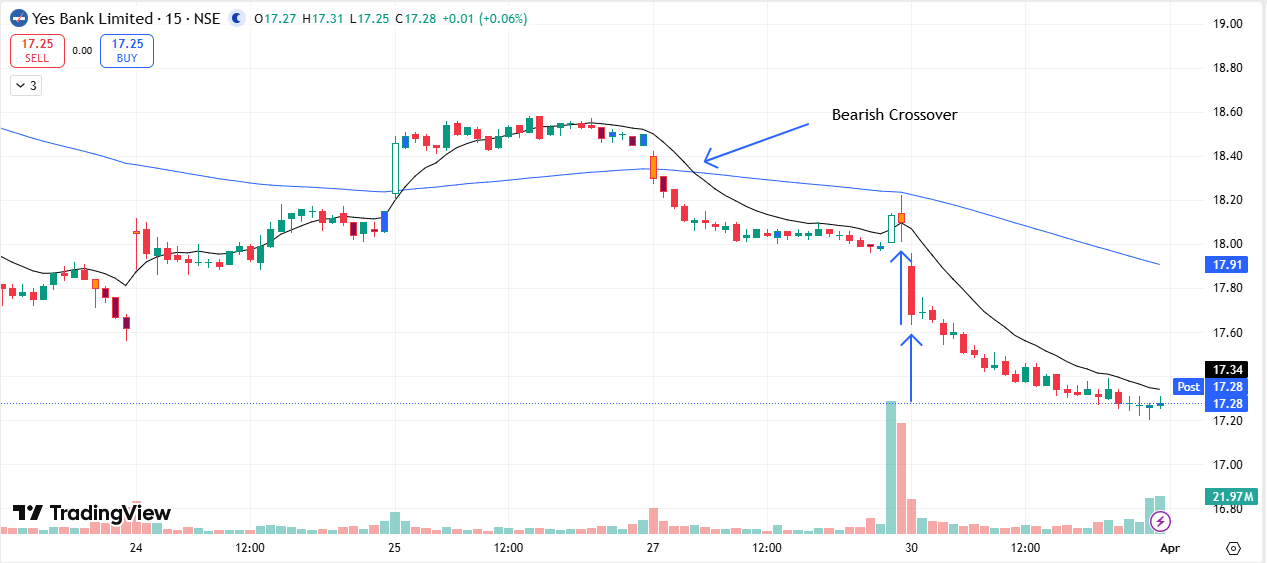 Yes Bank Limited · 15 · NSE O17.27 H17.31 L17.25 C17.28 +0.01 (+0.06%)
17.25 SELL 0.00 17.25 BUY
3
Bearish Crossover
19.00
18.80
18.60
18.40
18.20
18.00
17.91
17.80
17.60
17.34
Post 17.28
17.28
17.20
17.00
21.97M
16.80
TradingView
24 12:00 25 12:00 27 12:00 30 12:00 Apr